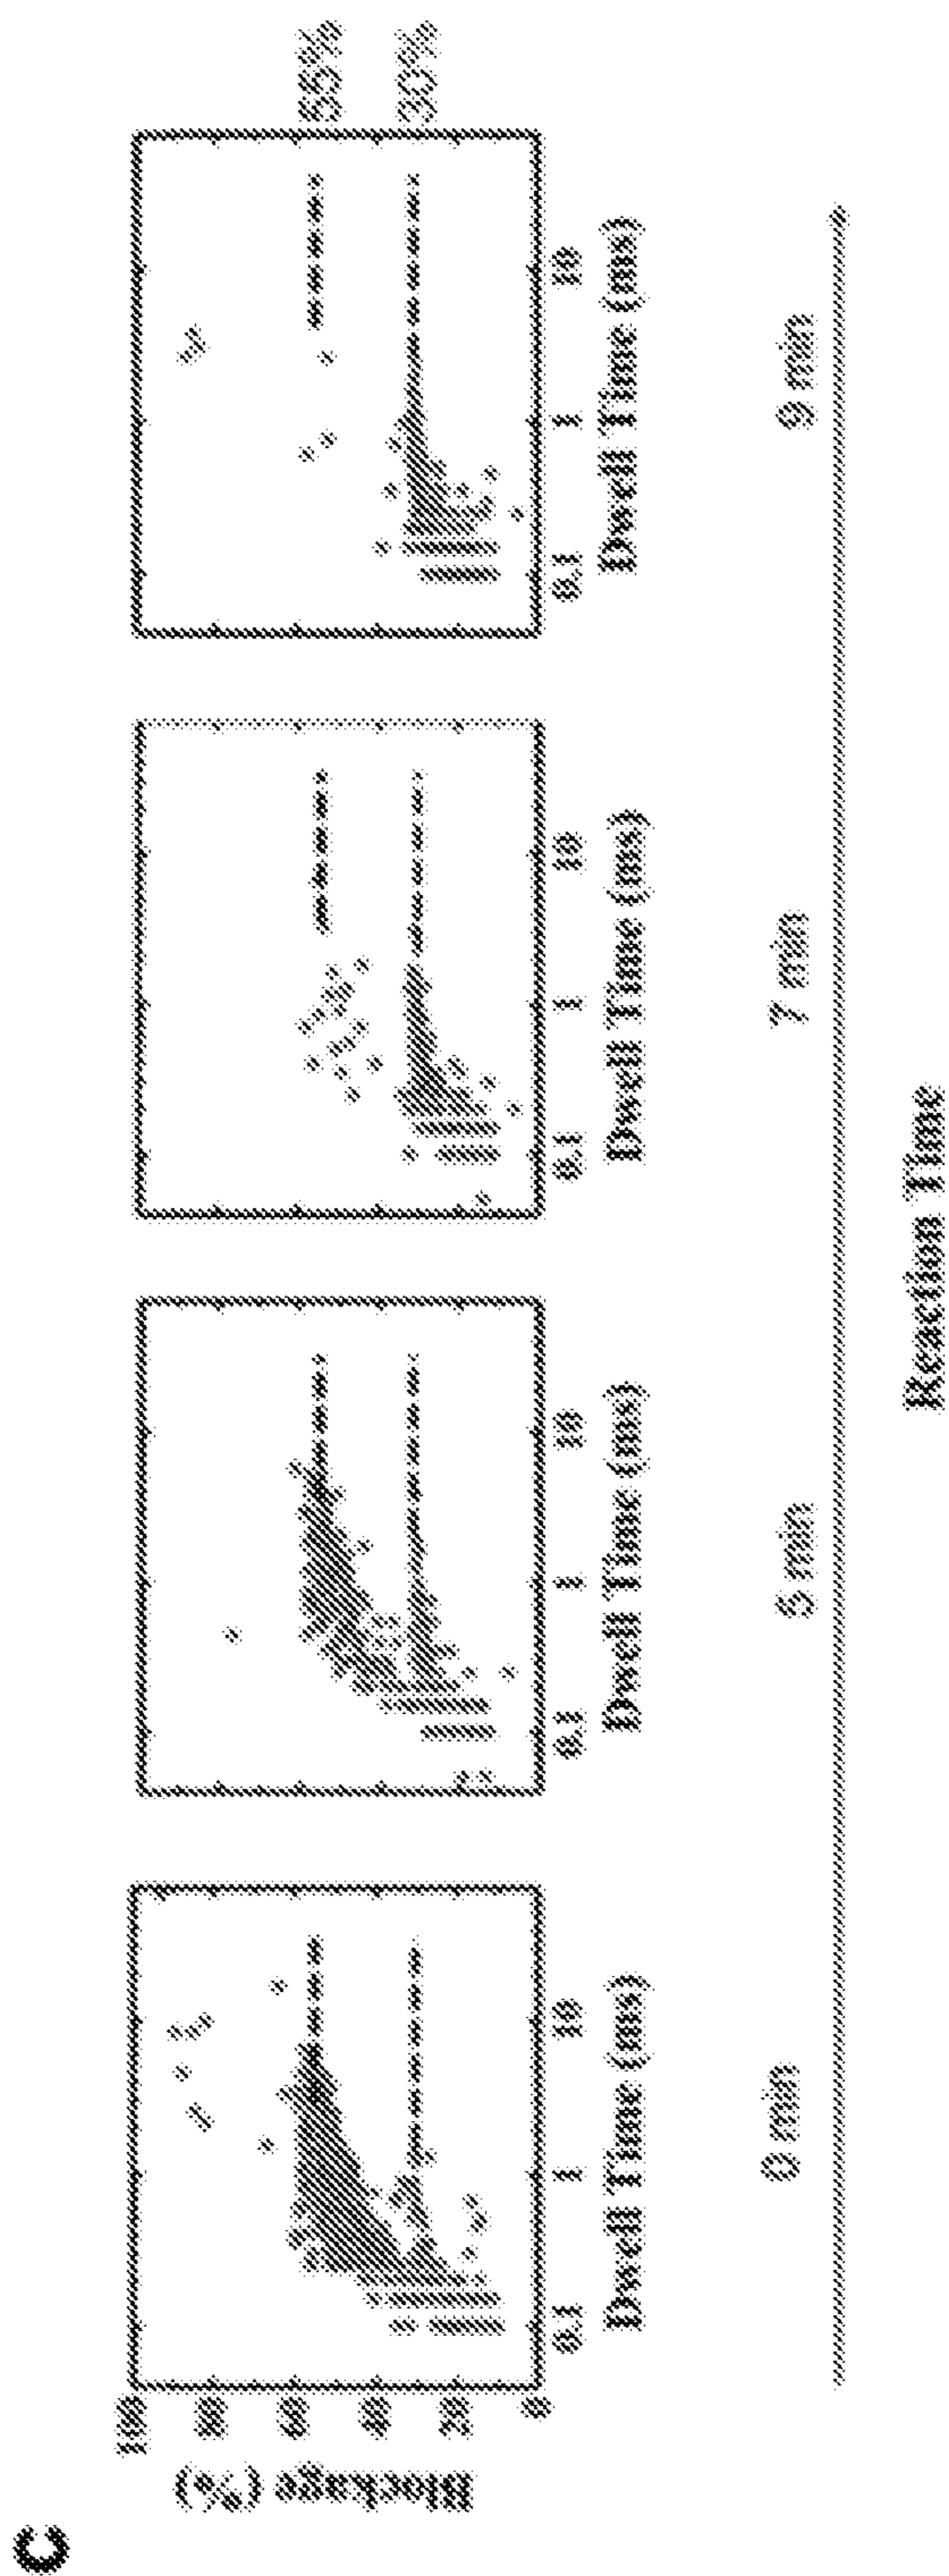 C
Blockage (%)
100
80
60
40
20
0
0.1 1 10
Dwell Time (ms)
0.1 1 10
Dwell Time (ms)
0.1 1 10
Dwell Time (ms)
0.1 1 10
Dwell Time (ms)
55%
30%
0 min 5 min 7 min 9 min
Reaction Time